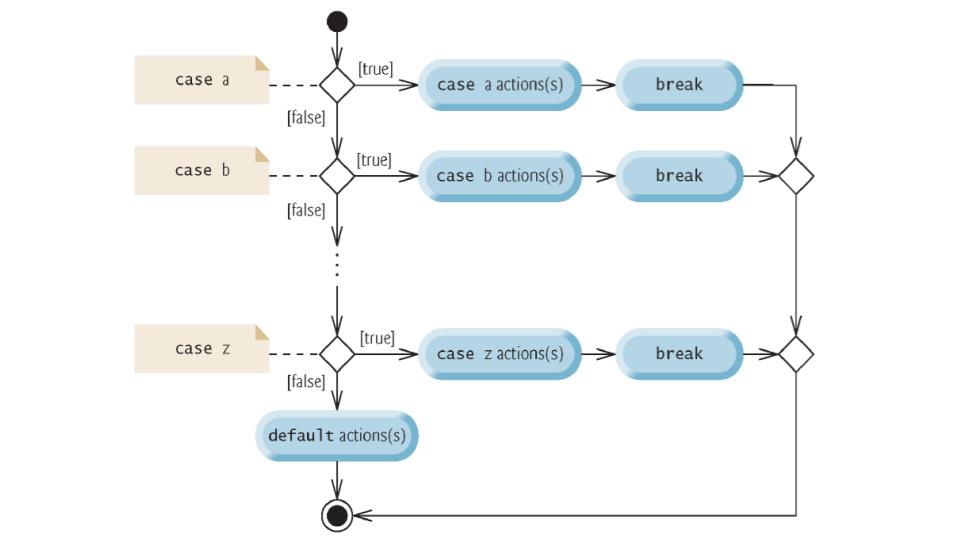 case a
[true]
case a actions(s)
break
[false]
case b
[true]
case b actions(s)
break
[false]
case z
[true]
case z actions(s)
break
[false]
default actions(s)